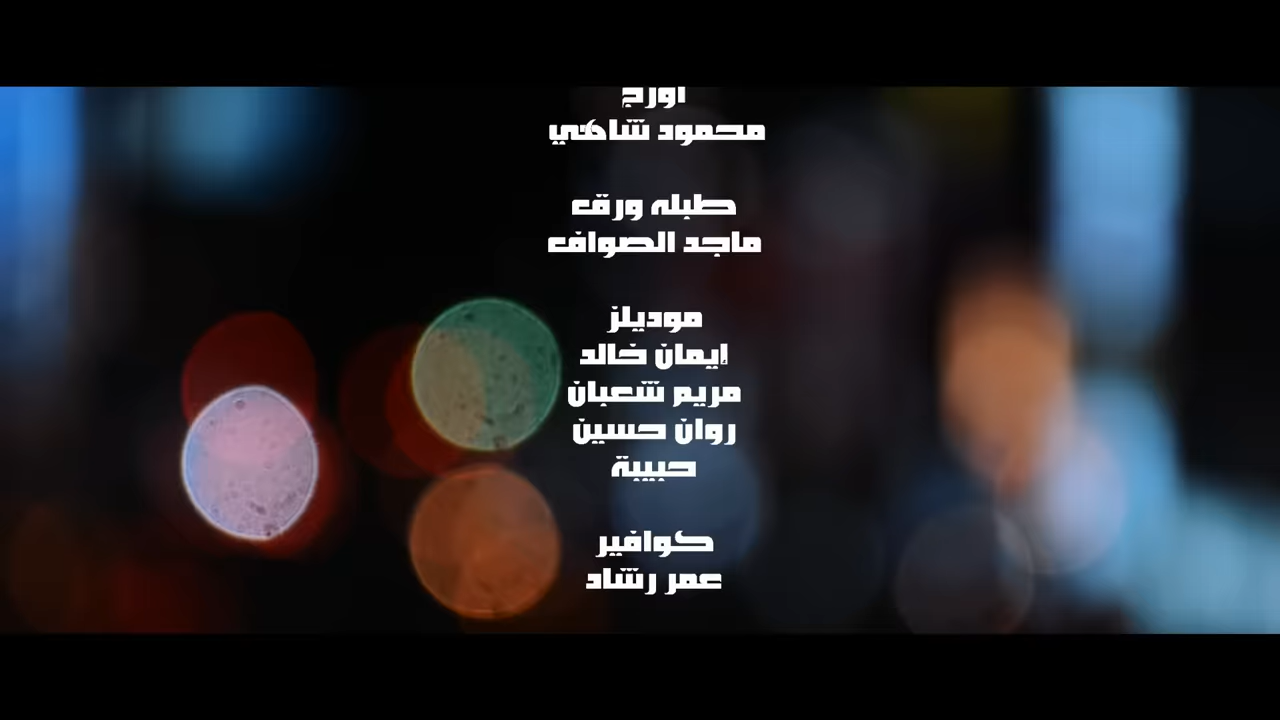 اورج
محمود شاهي
طبله ورق
ماجد الصواف
موديلز
إيمان خالد
مريم شعبان
روان حسين
حبيبة
كوافير
عمر رشاد